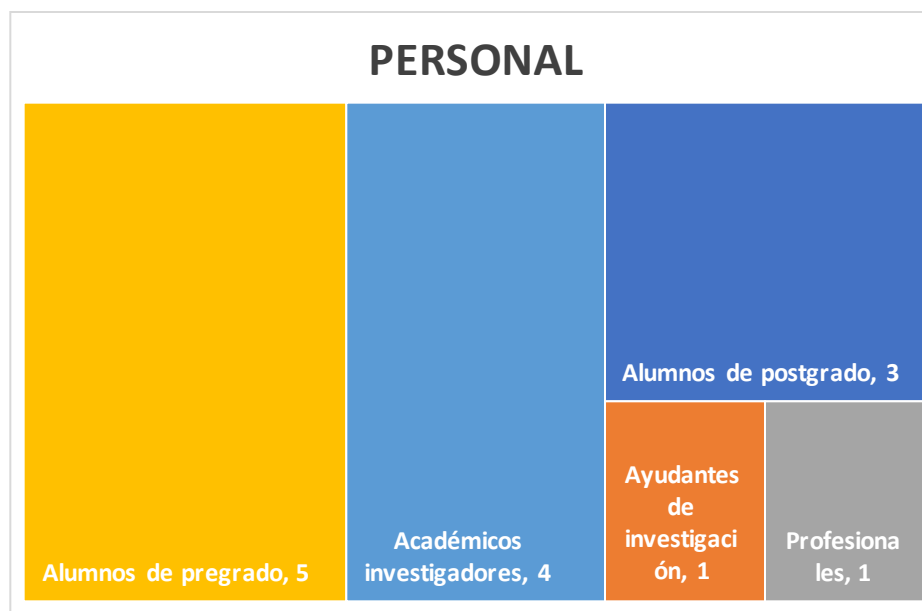 PERSONAL
Alumnos de pregrado, 5
Académicos
investigadores, 4
Alumnos de postgrado, 3
Ayudantes
de
investigaci
ón, 1
Profesiona
les, 1